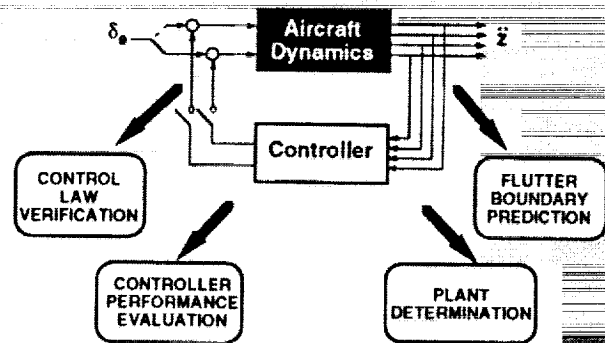 δe
Aircraft
Dynamics
z̈
Controller
CONTROL
LAW
VERIFICATION
FLUTTER
BOUNDARY
PREDICTION
CONTROLLER
PERFORMANCE
EVALUATION
PLANT
DETERMINATION